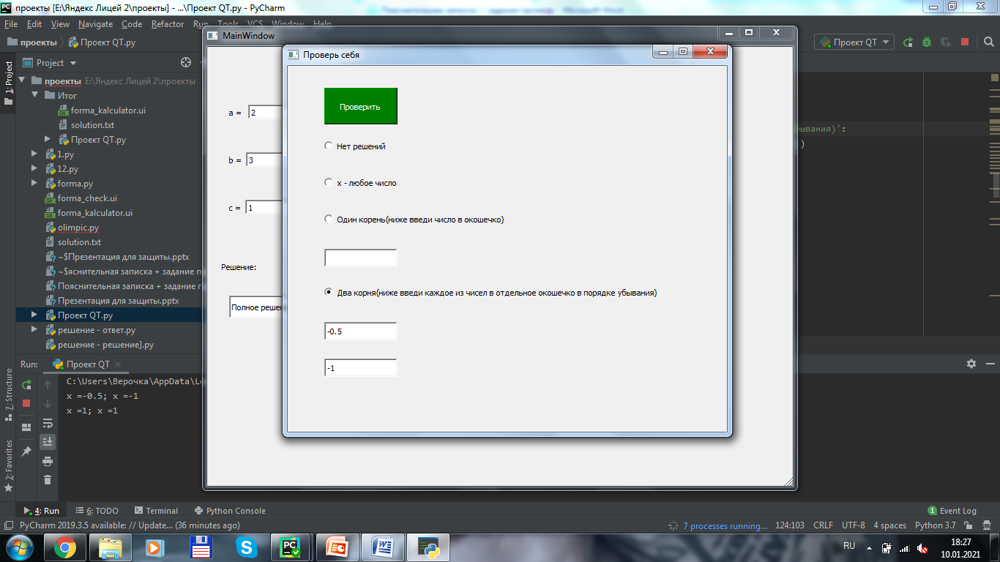 проекты [E:\Яндекс Лицей 2\проекты] - ...\Проект QT.py - PyCharm
File Edit View Navigate Code Refactor Run Tools VCS Window Help
проекты Проект QT.py
Проект QT
1: Project
Project
проекты E:\Яндекс Лицей 2\проекты
Итог
forma_kalculator.ui
solution.txt
Проект QT.py
1.py
12.py
forma.py
forma_check.ui
forma_kalculator.ui
olimpic.py
solution.txt
~$Презентация для защиты.pptx
~$яснительная записка + задание п
Пояснительная записка + задание г
Презентация для защиты.pptx
Проект QT.py
решение - ответ.py
решение - решение].py
MainWindow
a = 2
b = 3
c = 1
Решение:
Полное реше
Проверь себя
Проверить
Нет решений
x - любое число
Один корень(ниже введи число в окошечко)
Два корня(ниже введи каждое из чисел в отдельное окошечко в порядке убывания)
-0.5
-1
ывания)':
)
Run: Проект QT
C:\Users\Верочка\AppData\L
x =-0.5; x =-1
x =1; x =1
7: Structure
2: Favorites
4: Run 6: TODO Terminal Python Console
1 Event Log
PyCharm 2019.3.5 available: // Update... (36 minutes ago)
7 processes running... 124:103 CRLF UTF-8 4 spaces Python 3.7
RU
18:27
10.01.2021